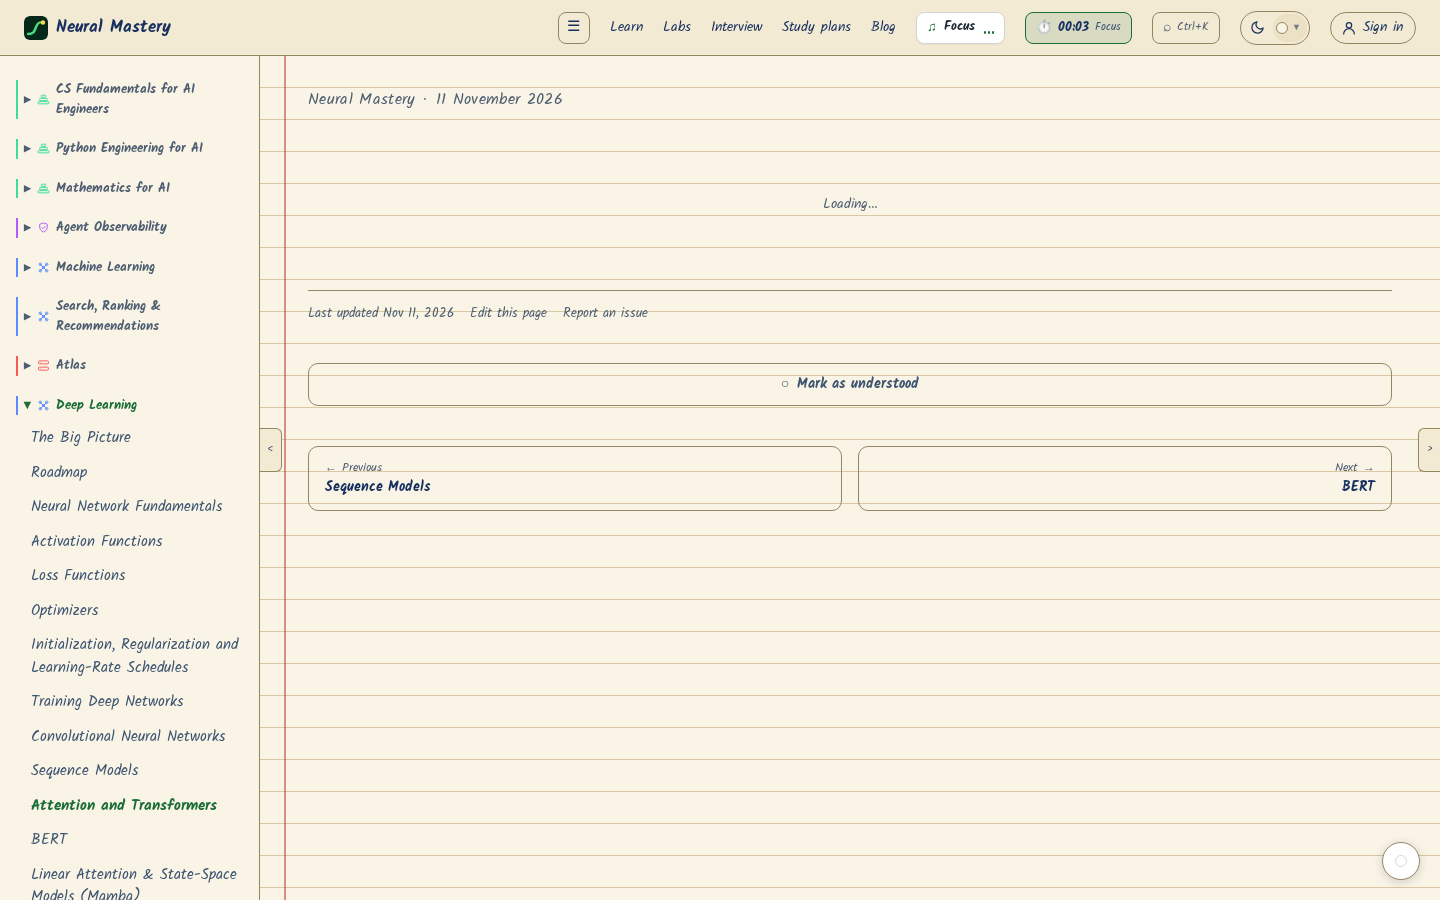 Neural Mastery
☰
Learn
Labs
Interview
Study plans
Blog
♫ Focus ...
00:03 Focus
Ctrl+K
Sign in
CS Fundamentals for AI
Engineers
Python Engineering for AI
Mathematics for AI
Agent Observability
Machine Learning
Search, Ranking &
Recommendations
Atlas
Deep Learning
The Big Picture
Roadmap
Neural Network Fundamentals
Activation Functions
Loss Functions
Optimizers
Initialization, Regularization and
Learning-Rate Schedules
Training Deep Networks
Convolutional Neural Networks
Sequence Models
Attention and Transformers
BERT
Linear Attention & State-Space
Models (Mamba)
<
Neural Mastery · 11 November 2026
Loading...
Last updated Nov 11, 2026 Edit this page Report an issue
○ Mark as understood
← Previous
Sequence Models
Next →
BERT
>